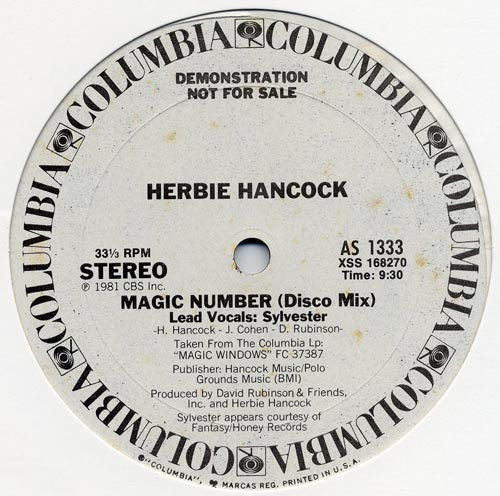 COLUMBIA COLUMBIA COLUMBIA COLUMBIA COLUMBIA COLUMBIA COLUMBIA
DEMONSTRATION
NOT FOR SALE
HERBIE HANCOCK
33⅓ RPM
STEREO
℗ 1981 CBS Inc.
AS 1333
XSS 168270
Time: 9:30
MAGIC NUMBER (Disco Mix)
Lead Vocals: Sylvester
-H. Hancock - J. Cohen - D. Rubinson-
Taken From The Columbia Lp:
"MAGIC WINDOWS" FC 37387
Publisher: Hancock Music/Polo
Grounds Music (BMI)
Produced by David Rubinson & Friends,
Inc. and Herbie Hancock
Sylvester appears courtesy of
Fantasy/Honey Records
® "COLUMBIA", MARCAS REG. PRINTED IN U.S.A.